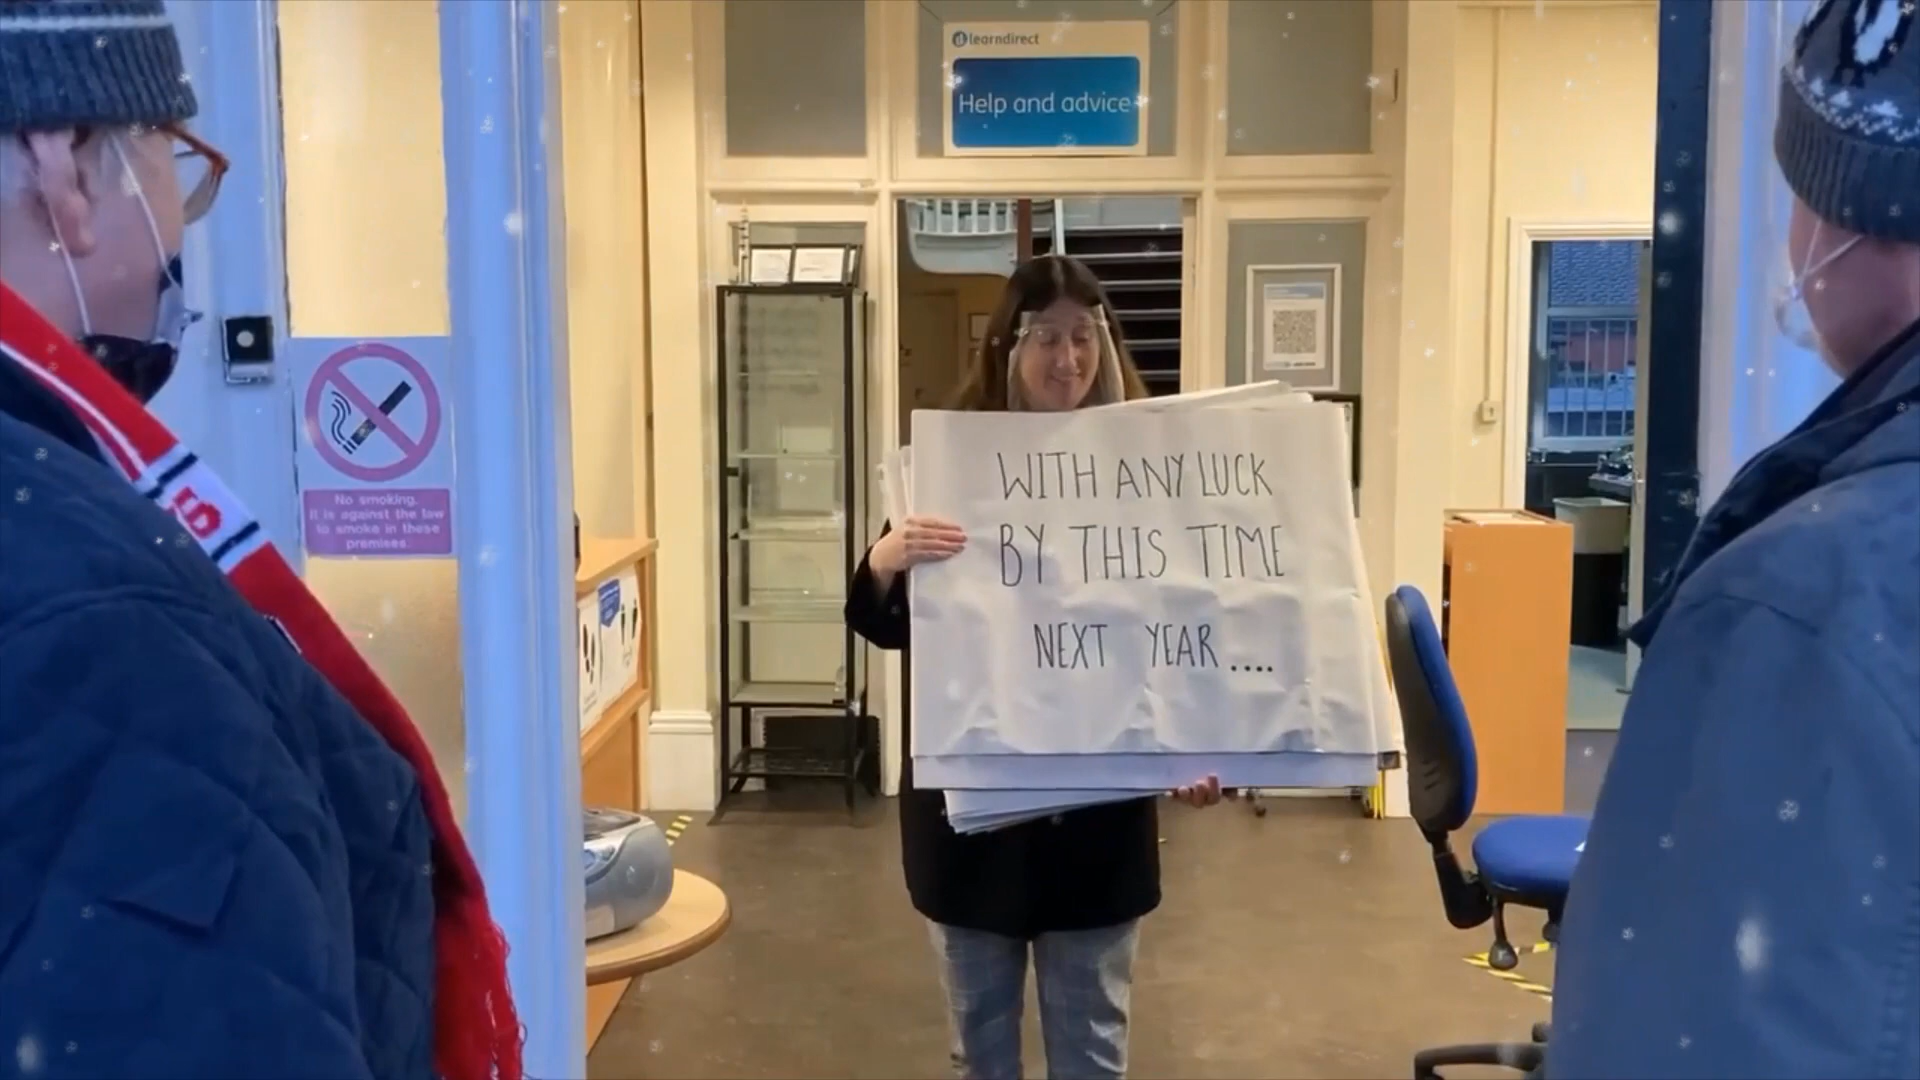 learndirect
Help and advice
No smoking.
It is against the law
to smoke in these
premises
WITH ANY LUCK
BY THIS TIME
NEXT YEAR....